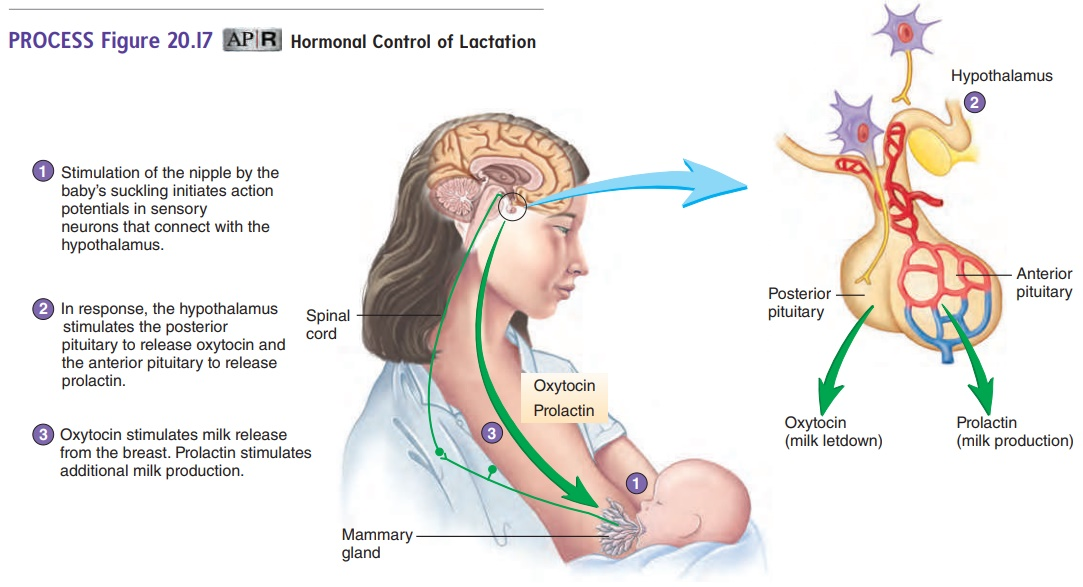 PROCESS Figure 20.17 AP|R Hormonal Control of Lactation
1 Stimulation of the nipple by the
baby's suckling initiates action
potentials in sensory
neurons that connect with the
hypothalamus.
2 In response, the hypothalamus
stimulates the posterior
pituitary to release oxytocin and
the anterior pituitary to release
prolactin.
3 Oxytocin stimulates milk release
from the breast. Prolactin stimulates
additional milk production.
Spinal
cord
Oxytocin
Prolactin
3
1
Mammary
gland
Hypothalamus
2
Anterior
pituitary
Posterior
pituitary
Oxytocin
(milk letdown)
Prolactin
(milk production)